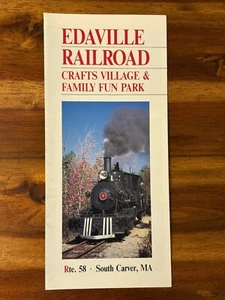 EDAVILLE
RAILROAD
CRAFTS VILLAGE &
FAMILY FUN PARK
Rte. 58 · South Carver, MA